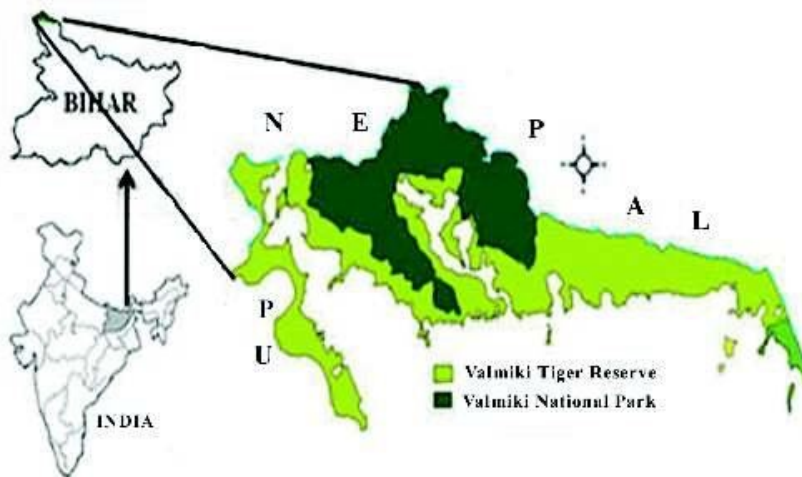 BIHAR
N E P A L
P
U
Valmiki Tiger Reserve
Valmiki National Park
INDIA